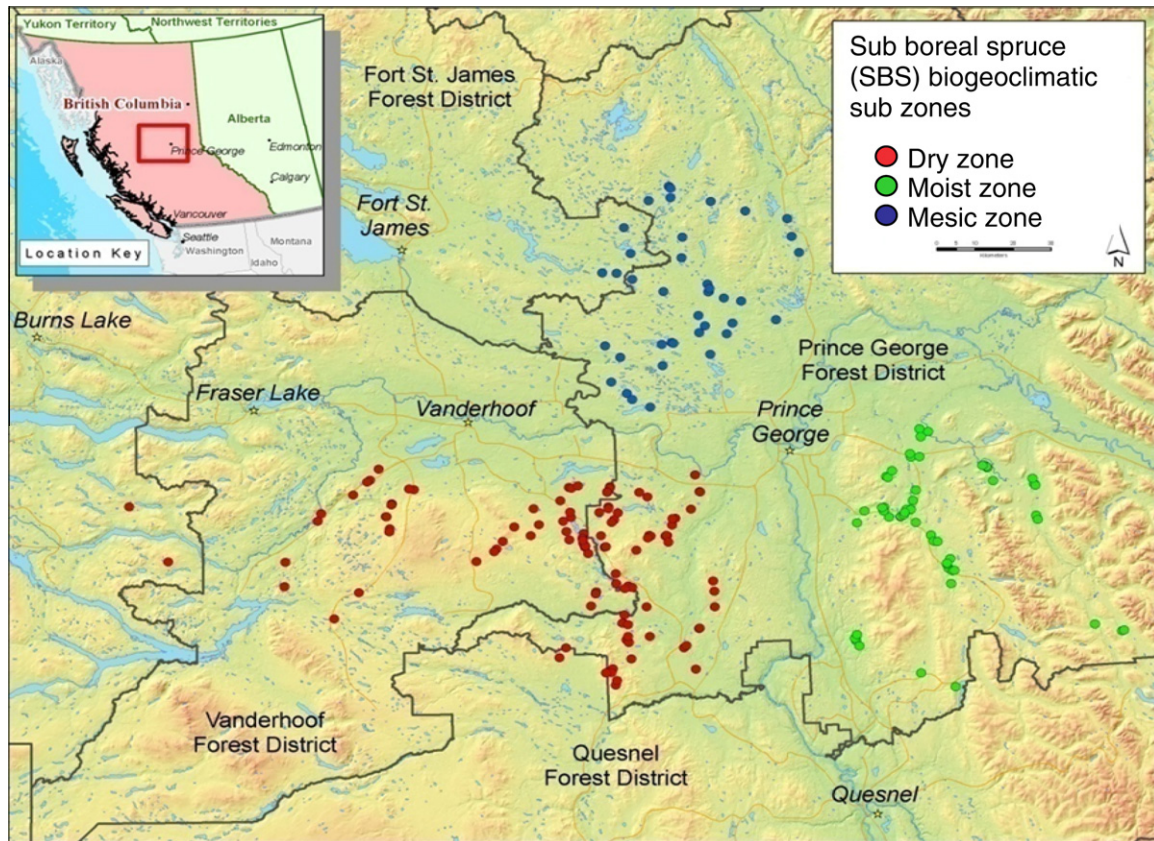 Yukon Territory
Northwest Territories
Alaska
British Columbia
Alberta
Prince George
Edmonton
Calgary
Vancouver
Seattle
Washington
Montana
Idaho
Location Key
Fort St. James
Forest District
Sub boreal spruce
(SBS) biogeoclimatic
sub zones
Dry zone
Moist zone
Mesic zone
N
Fort St.
James
Burns Lake
Prince George
Forest District
Fraser Lake
Vanderhoof
Prince
George
Vanderhoof
Forest District
Quesnel
Forest District
Quesnel